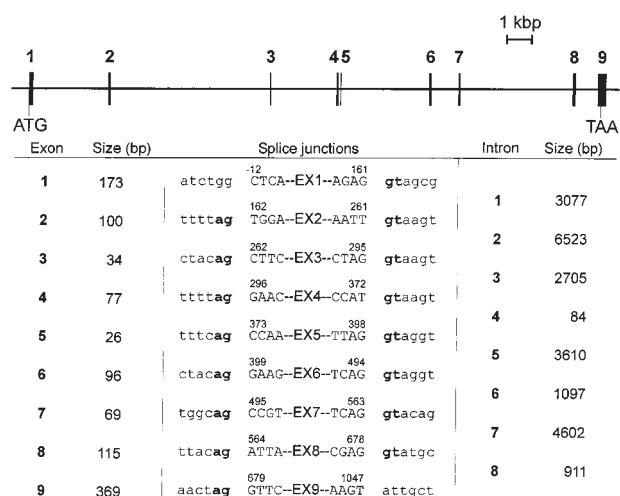 1 kbp
1 2 3 4 5 6 7 8 9
ATG TAA
Exon Size (bp) Splice junctions Intron Size (bp)
-12 161
1 173 atctgg CTCA--EX1--AGAG gtagcg
1 3077
162 261
2 100 ttttag TGGA--EX2--AATT gtaagt
2 6523
262 295
3 34 ctacag CTTC--EX3--CTAG gtaagt
3 2705
296 372
4 77 ttttag GAAC--EX4--CCAT gtaagt
4 84
373 398
5 26 tttcag CCAA--EX5--TTAG gtaggt
5 3610
399 494
6 96 ctacag GAAG--EX6--TCAG gtaggt
6 1097
495 563
7 69 tggcag CCGT--EX7--TCAG gtacag
7 4602
564 678
8 115 ttacag ATTA--EX8--CGAG gtatgc
8 911
679 1047
9 369 aactag GTTC--EX9--AAGT attgct